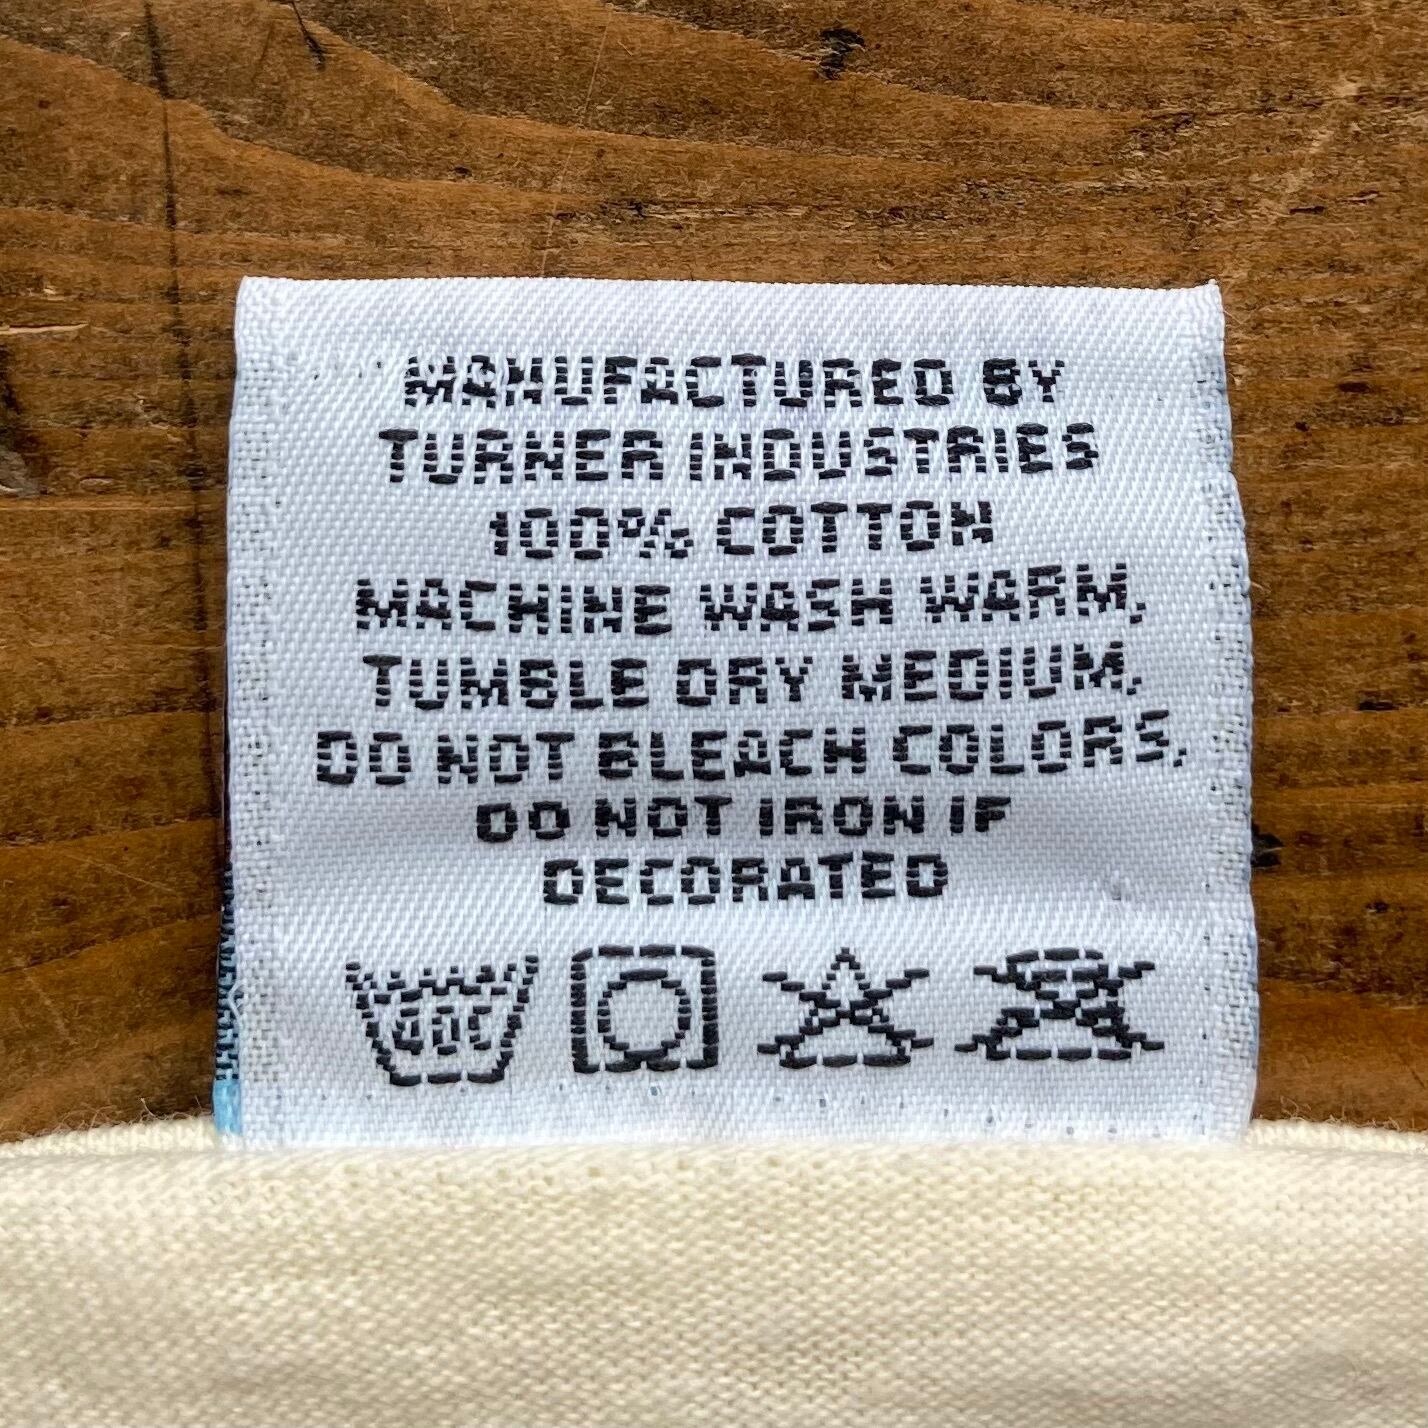 MANUFACTURED BY
TURNER INDUSTRIES
100% COTTON
MACHINE WASH WARM,
TUMBLE DRY MEDIUM,
DO NOT BLEACH COLORS,
DO NOT IRON IF
DECORATED
40C